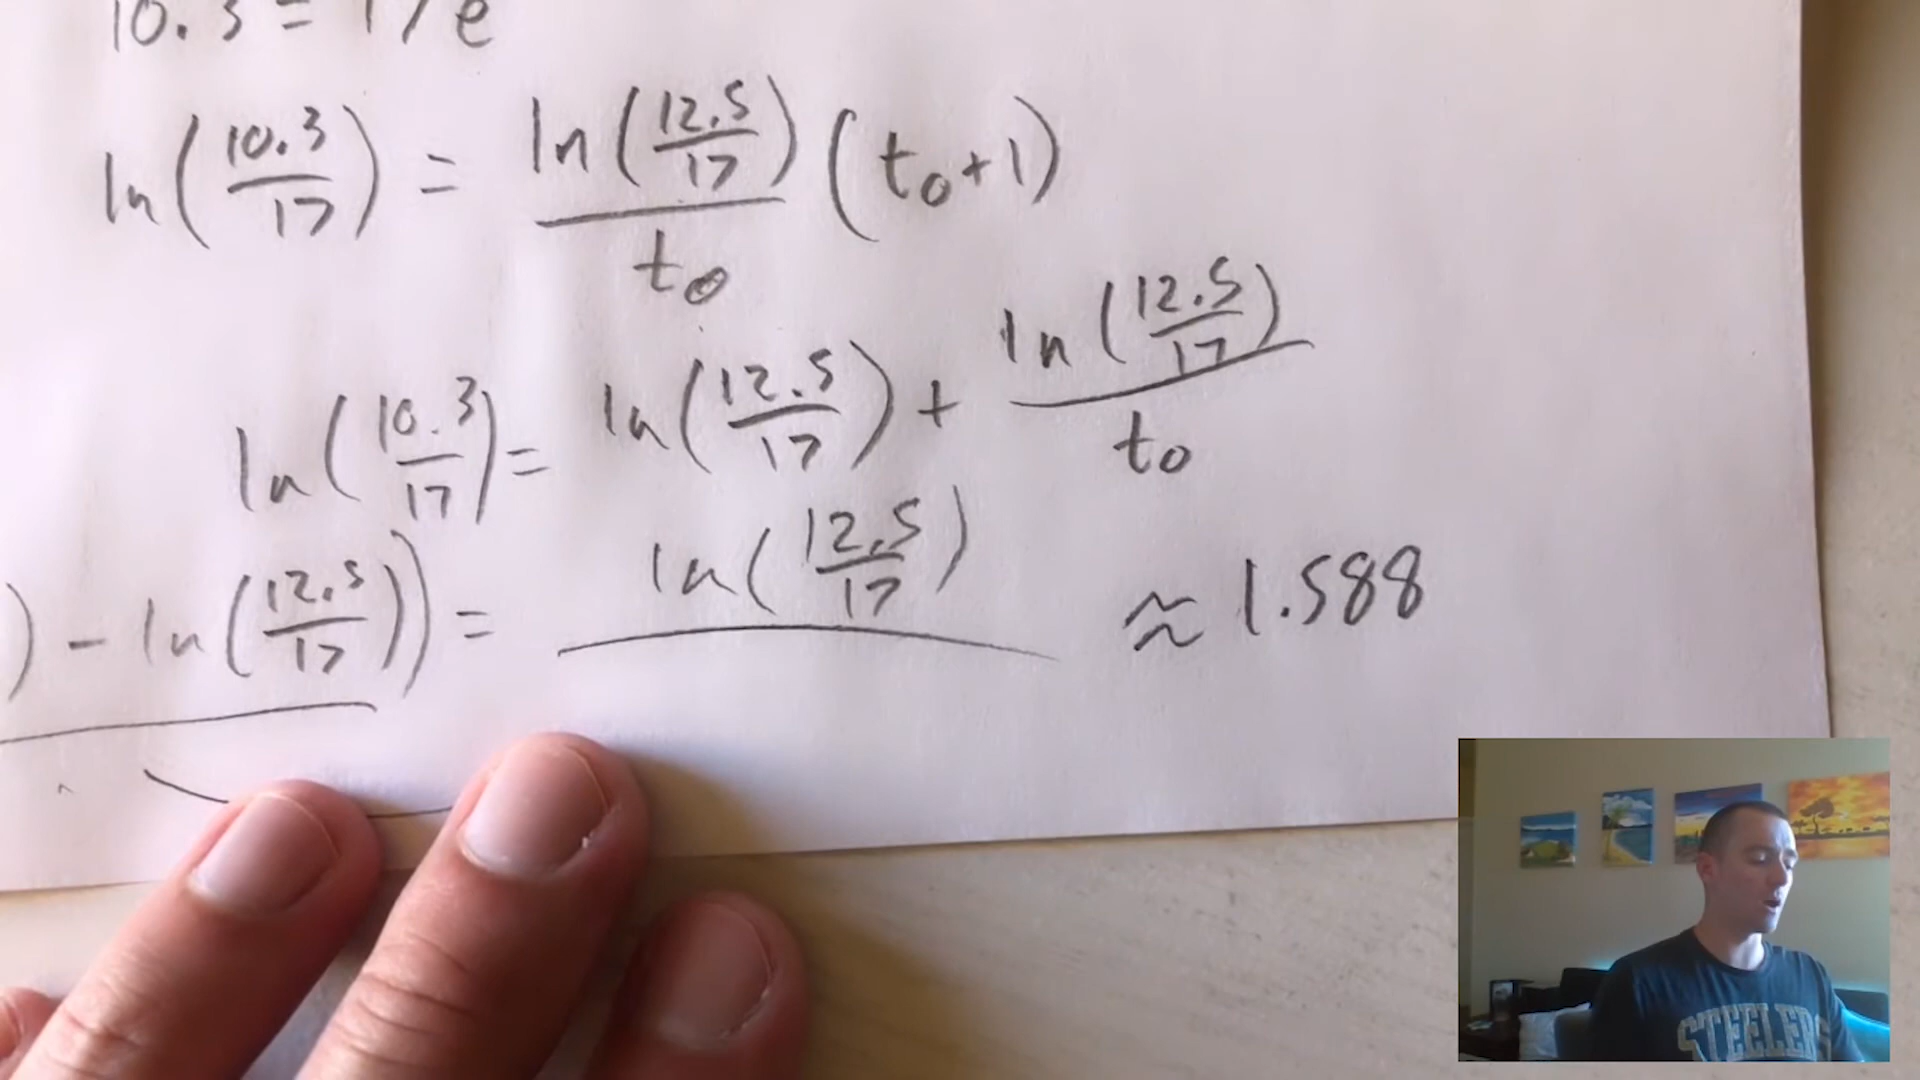 10.3 = 17e
ln(10.3/17) = ln(12.5/17)/t₀ (t₀+1)
ln(10.3/17) = ln(12.5/17) + ln(12.5/17)/t₀
) - ln(12.5/17)) = ln(12.5/17) ≈ 1.588
STEELERS